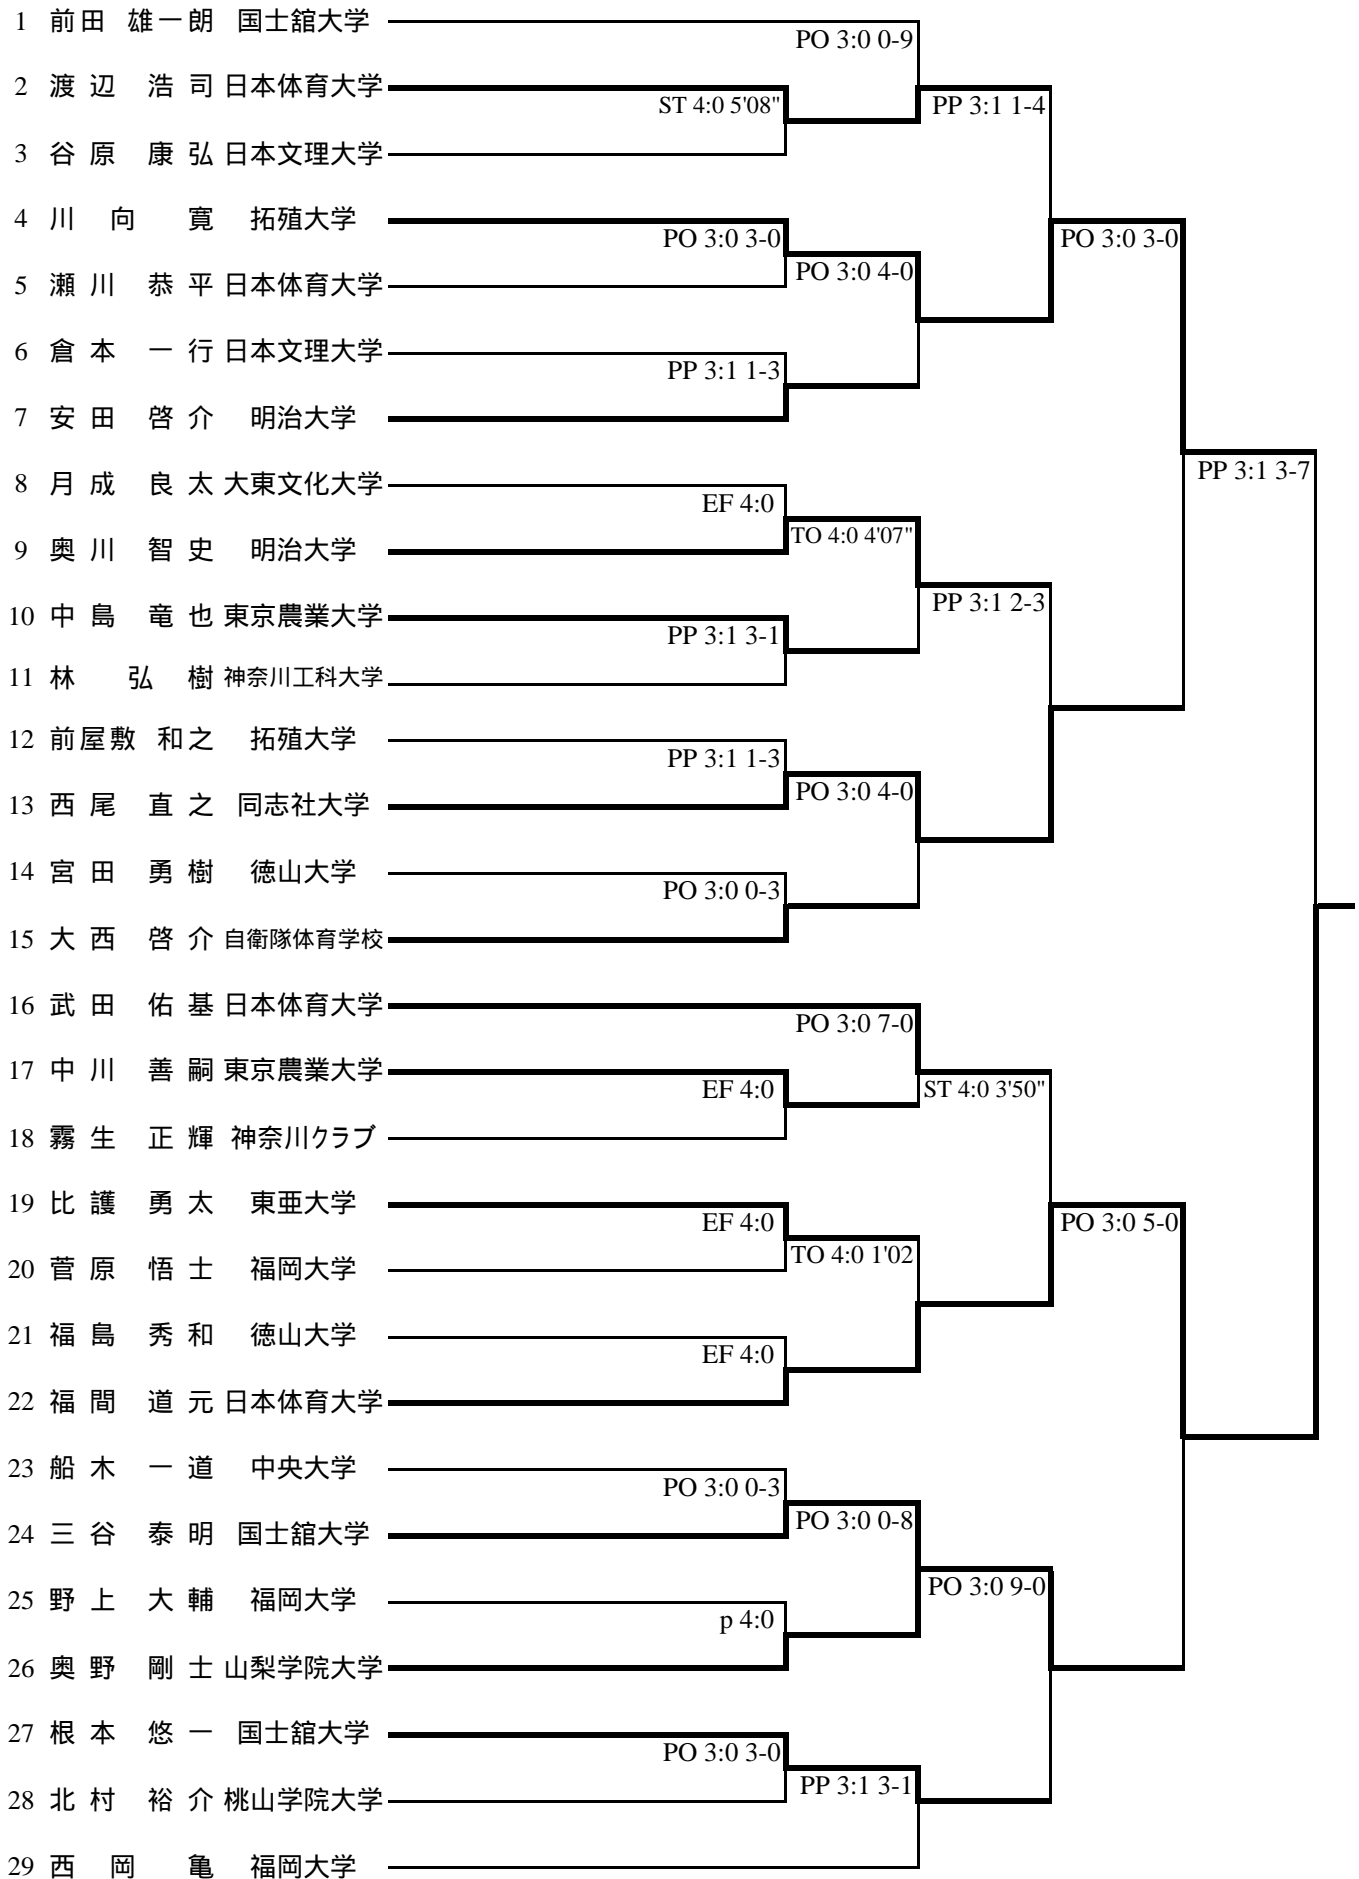 1 前田 雄一朗 国士舘大学
PO 3:0 0-9
2 渡辺 浩司 日本体育大学
ST 4:0 5'08"
PP 3:1 1-4
3 谷原 康弘 日本文理大学
4 川向 寛 拓殖大学
PO 3:0 3-0
PO 3:0 3-0
PO 3:0 4-0
5 瀬川 恭平 日本体育大学
6 倉本 一行 日本文理大学
PP 3:1 1-3
7 安田 啓介 明治大学
PP 3:1 3-7
8 月成 良太 大東文化大学
EF 4:0
TO 4:0 4'07"
9 奥川 智史 明治大学
PP 3:1 2-3
10 中島 竜也 東京農業大学
PP 3:1 3-1
11 林 弘樹 神奈川工科大学
12 前屋敷 和之 拓殖大学
PP 3:1 1-3
PO 3:0 4-0
13 西尾 直之 同志社大学
14 宮田 勇樹 徳山大学
PO 3:0 0-3
15 大西 啓介 自衛隊体育学校
16 武田 佑基 日本体育大学
PO 3:0 7-0
17 中川 善嗣 東京農業大学
EF 4:0
ST 4:0 3'50"
18 霧生 正輝 神奈川クラブ
19 比護 勇太 東亜大学
EF 4:0
PO 3:0 5-0
TO 4:0 1'02
20 菅原 悟士 福岡大学
21 福島 秀和 徳山大学
EF 4:0
22 福間 道元 日本体育大学
23 船木 一道 中央大学
PO 3:0 0-3
PO 3:0 0-8
24 三谷 泰明 国士舘大学
PO 3:0 9-0
25 野上 大輔 福岡大学
p 4:0
26 奥野 剛士 山梨学院大学
27 根本 悠一 国士舘大学
PO 3:0 3-0
PP 3:1 3-1
28 北村 裕介 桃山学院大学
29 西岡 亀 福岡大学